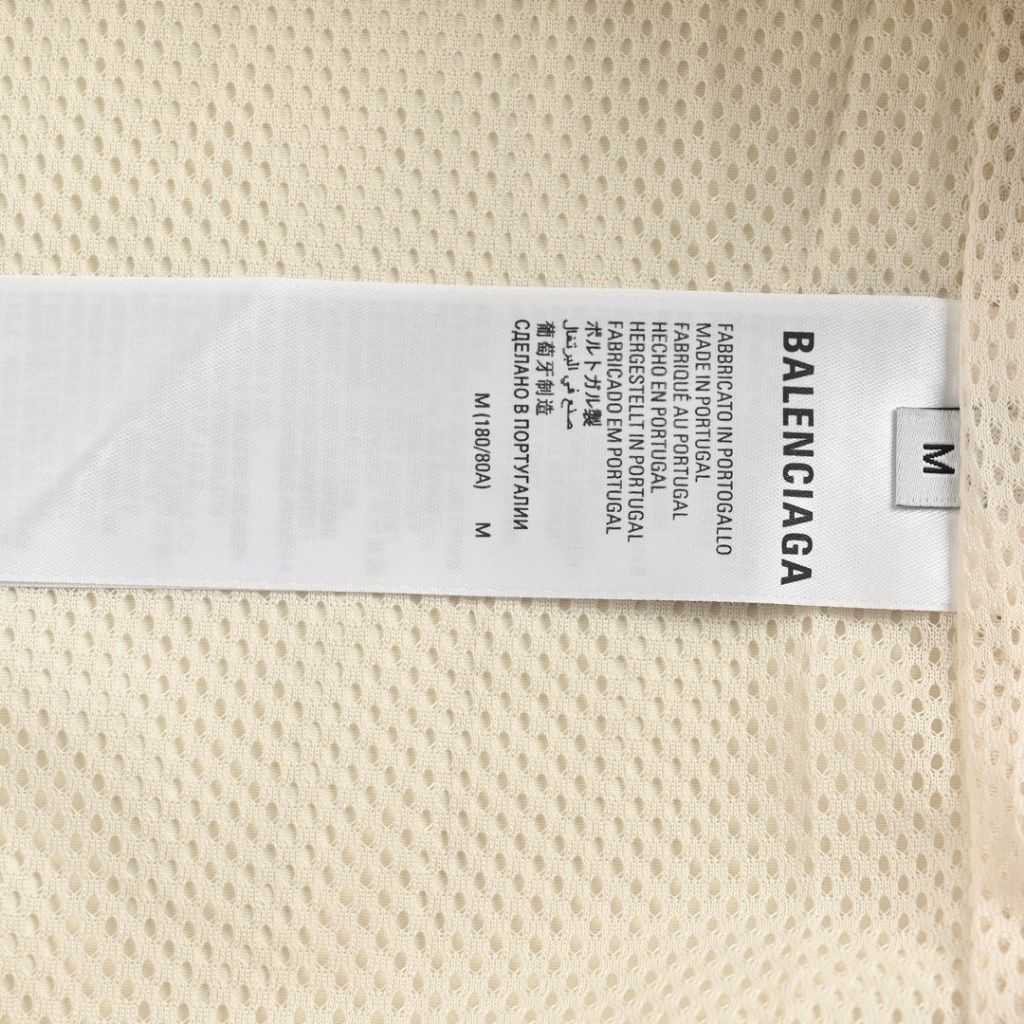 M
BALENCIAGA
FABBRICATO IN PORTOGALLO
MADE IN PORTUGAL
FABRIQUÉ AU PORTUGAL
HECHO EN PORTUGAL
HERGESTELLT IN PORTUGAL
FABRICADO EM PORTUGAL
ポルトガル製
صنع في البرتغال
葡萄牙制造
СДЕЛАНО В ПОРТУГАЛИИ
M (180/80A) M